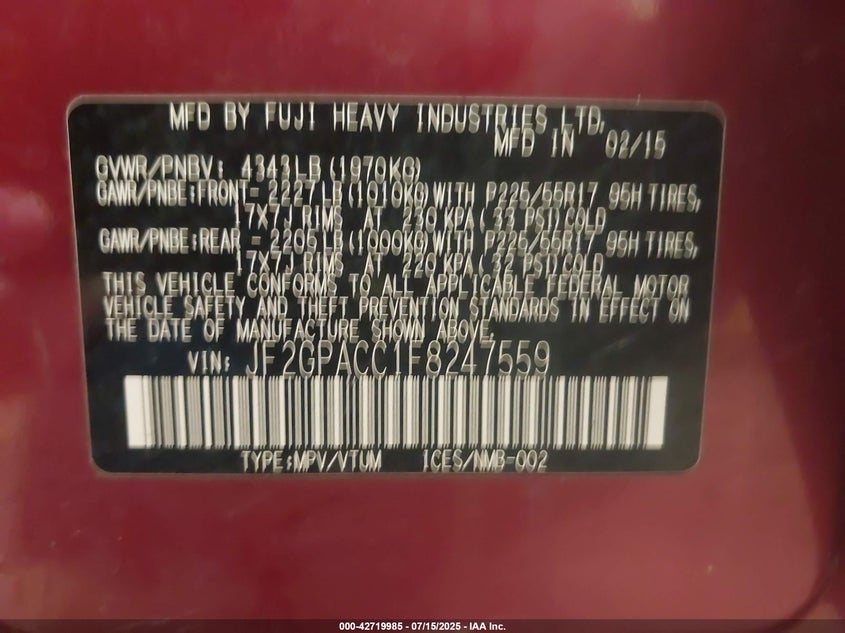 MFD BY FUJI HEAVY INDUSTRIES LTD.
MFD IN 02/15
GVWR/PNBV: 4343LB (1970KG)
GAWR/PNBE:FRONT- 2227LB(1010KG)WITH P225/55R17 95H TIRES,
17X7J RIMS AT 230 KPA( 33 PSI)COLD
GAWR/PNBE:REAR - 2205LB(1000KG)WITH P225/55R17 95H TIRES,
17X7J RIMS AT 220 KPA( 32 PSI)COLD
THIS VEHICLE CONFORMS TO ALL APPLICABLE FEDERAL MOTOR
VEHICLE SAFETY AND THEFT PREVENTION STANDARDS IN EFFECT ON
THE DATE OF MANUFACTURE SHOWN ABOVE.
VIN: JF2GPACC1F8247559
TYPE:MPV/VTUM ICES/NMB-002
000-42719985 - 07/15/2025 - IAA Inc.